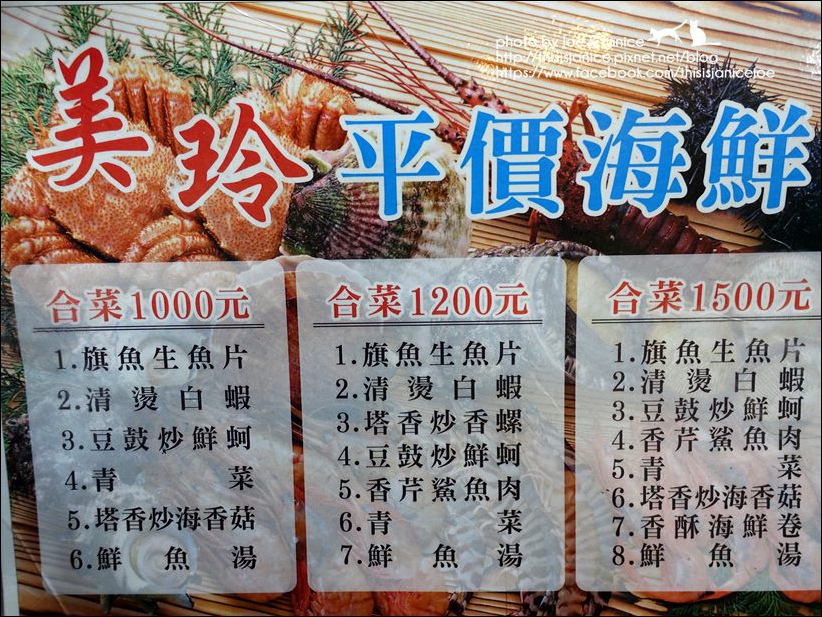 photo by Joe & Janice
http://thisisjanice.pixnet.net/blog
https://www.facebook.com/thisisjanicejoe
美玲平價海鮮
合菜1000元
1.旗魚生魚片
2.清燙白蝦
3.豆鼓炒鮮蚵
4.青菜
5.塔香炒海香菇
6.鮮魚湯
合菜1200元
1.旗魚生魚片
2.清燙白蝦
3.塔香炒香螺
4.豆鼓炒鮮蚵
5.香芹鯊魚肉
6.青菜
7.鮮魚湯
合菜1500元
1.旗魚生魚片
2.清燙白蝦
3.豆鼓炒鮮蚵
4.香芹鯊魚肉
5.青菜
6.塔香炒海香菇
7.香酥海鮮卷
8.鮮魚湯